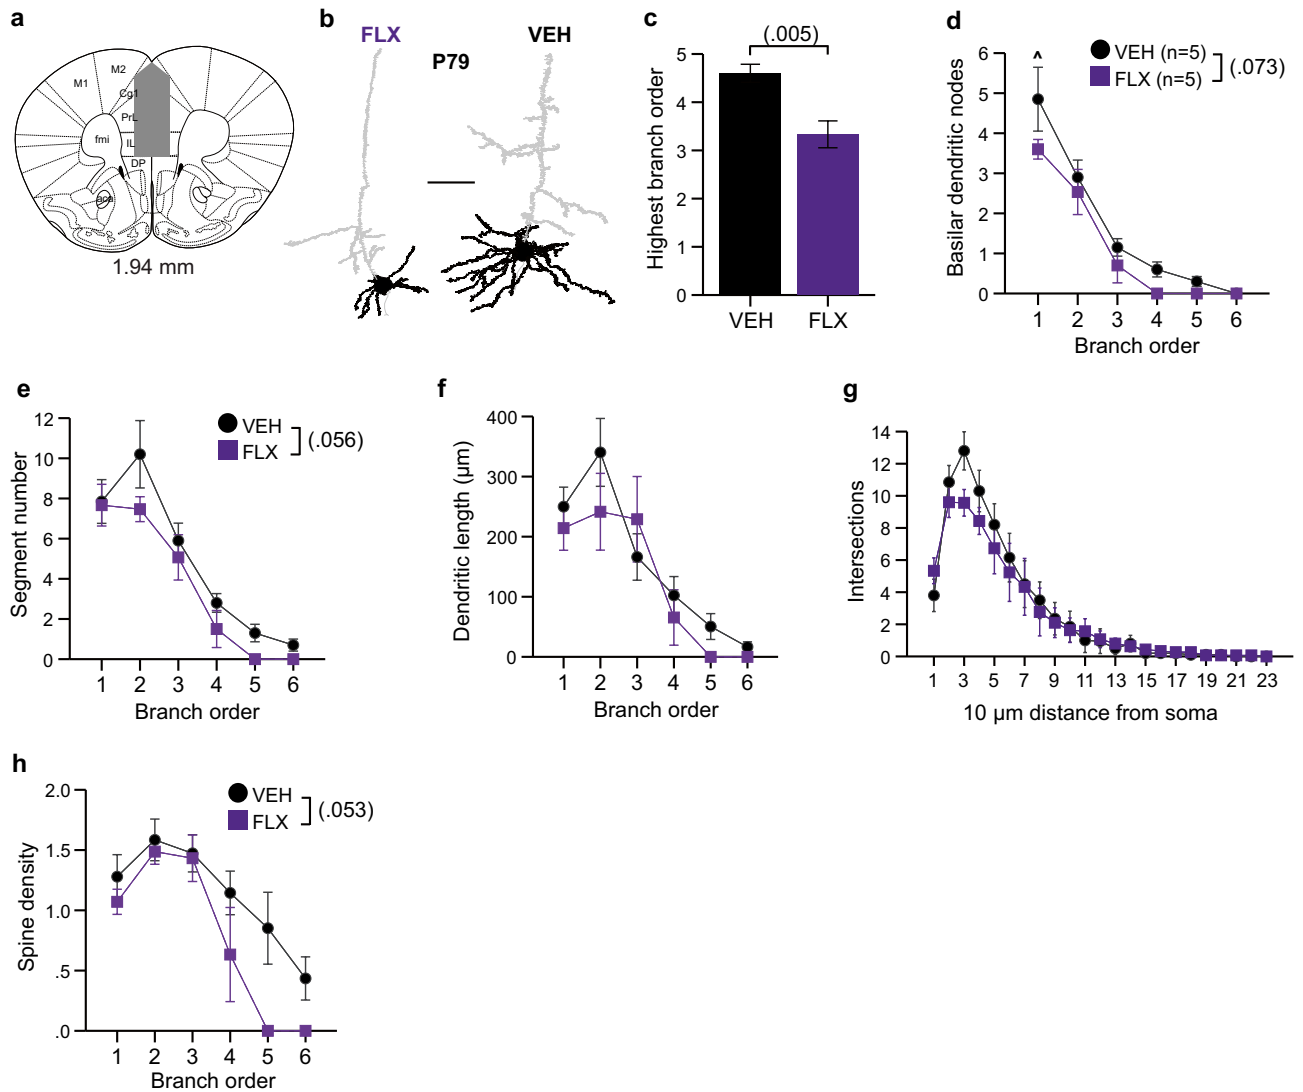 a
M1
M2
Cg1
PrL
fmi
IL
DP
aca
1.94 mm
b
FLX
P79
VEH
c
(.005)
Highest branch order
5
4
3
2
1
0
VEH
FLX
d
VEH (n=5)
FLX (n=5)
(.073)
^
Basilar dendritic nodes
6
5
4
3
2
1
0
1 2 3 4 5 6
Branch order
e
VEH
FLX
(.056)
Segment number
12
10
8
6
4
2
0
1 2 3 4 5 6
Branch order
f
Dendritic length (µm)
400
300
200
100
0
1 2 3 4 5 6
Branch order
g
Intersections
14
12
10
8
6
4
2
0
1 3 5 7 9 11 13 15 17 19 21 23
10 µm distance from soma
h
VEH
FLX
(.053)
Spine density
2.0
1.5
1.0
.5
.0
1 2 3 4 5 6
Branch order